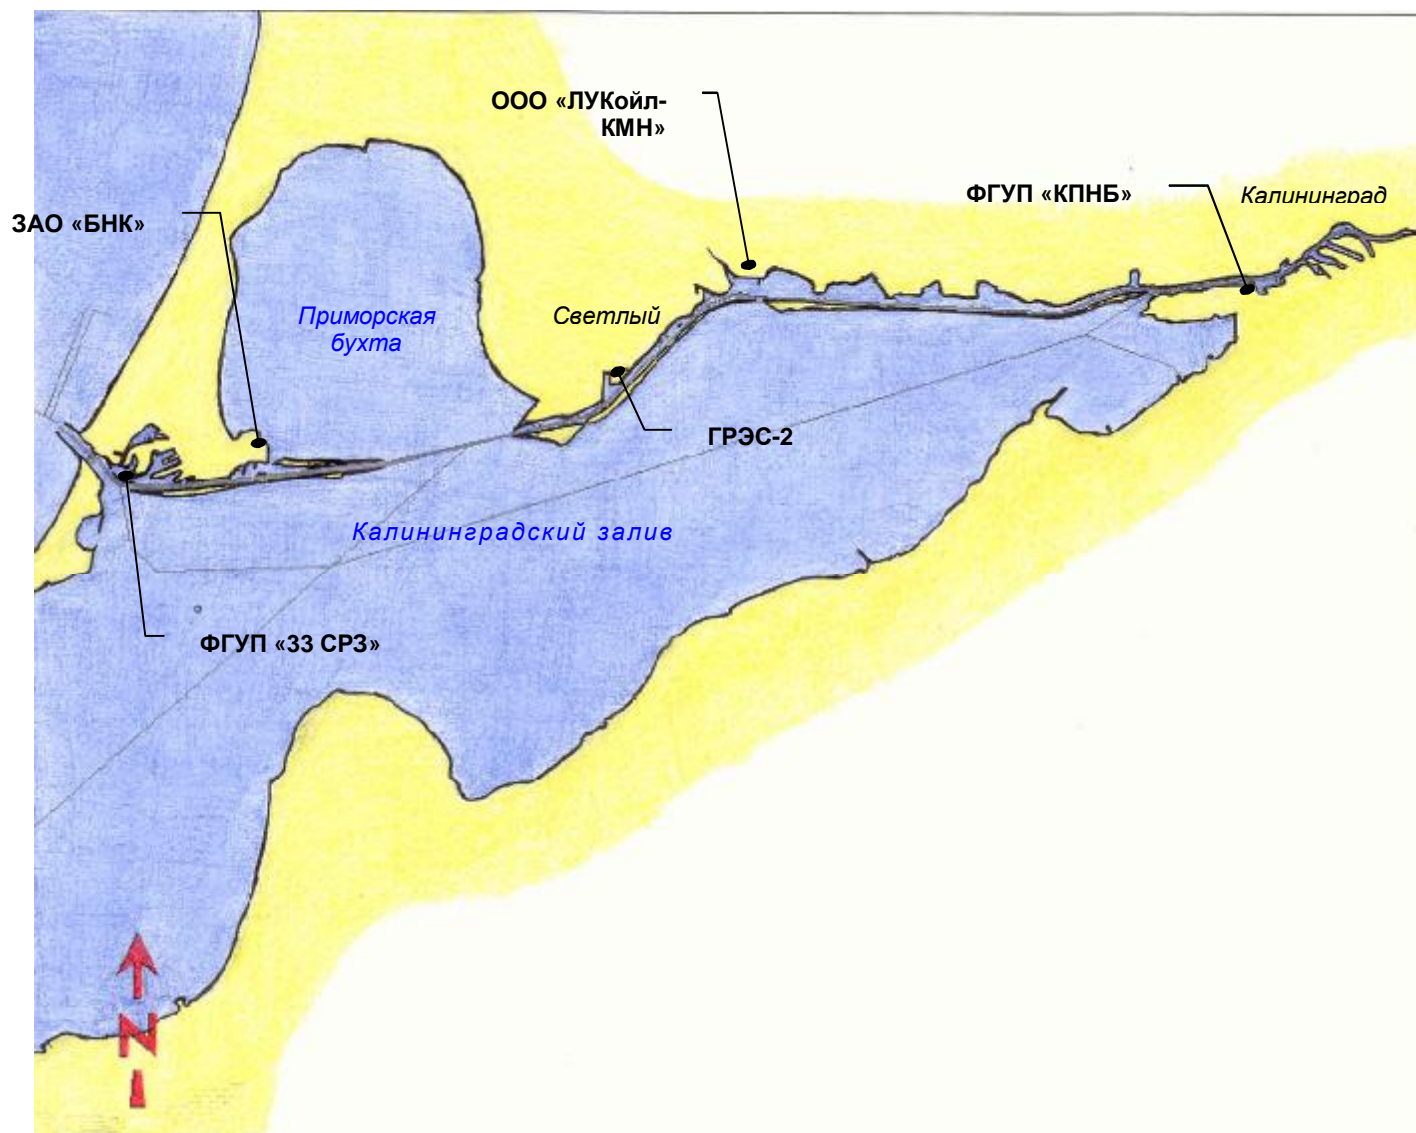 ООО «ЛУКойл-
КМН»
ФГУП «КПНБ»
Калининград
ЗАО «БНК»
Приморская
бухта
Светлый
ГРЭС-2
Калининградский залив
ФГУП «33 СРЗ»
N